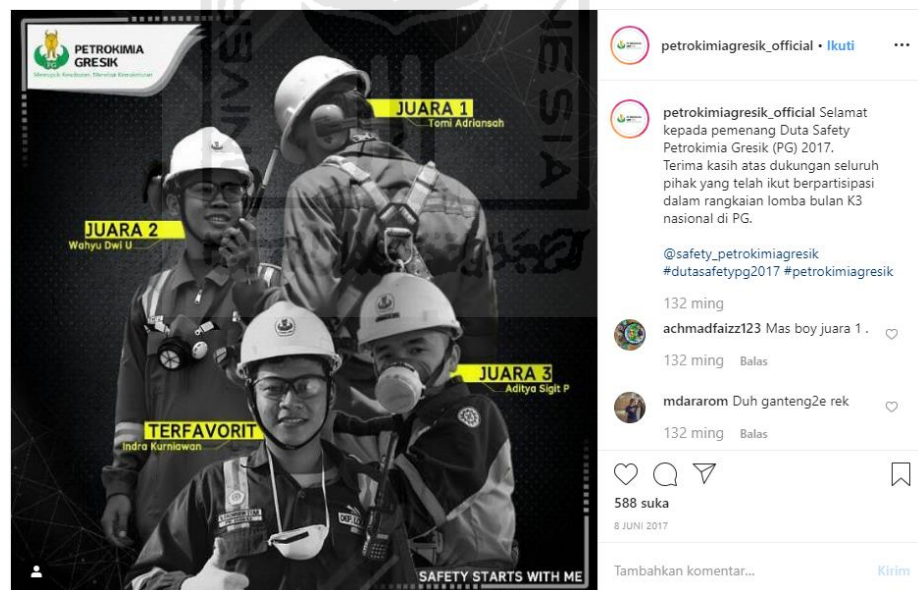 PETROKIMIA
GRESIK
PG
JUARA 1
Tomi Adriansah
JUARA 2
Wahyu Dwi U
JUARA 3
Aditya Sigit P
TERFAVORIT
Indra Kurniawan
SAFETY STARTS WITH ME
petrokimiagresik_official • Ikuti
petrokimiagresik_official Selamat
kepada pemenang Duta Safety
Petrokimia Gresik (PG) 2017.
Terima kasih atas dukungan seluruh
pihak yang telah ikut berpartisipasi
dalam rangkaian lomba bulan K3
nasional di PG.
@safety_petrokimiagresik
#dutasafetypg2017 #petrokimiagresik
132 ming
achmadfaizz123 Mas boy juara 1 .
132 ming Balas
mdararom Duh ganteng2e rek
132 ming Balas
588 suka
8 JUNI 2017
Tambahkan komentar... Kirim